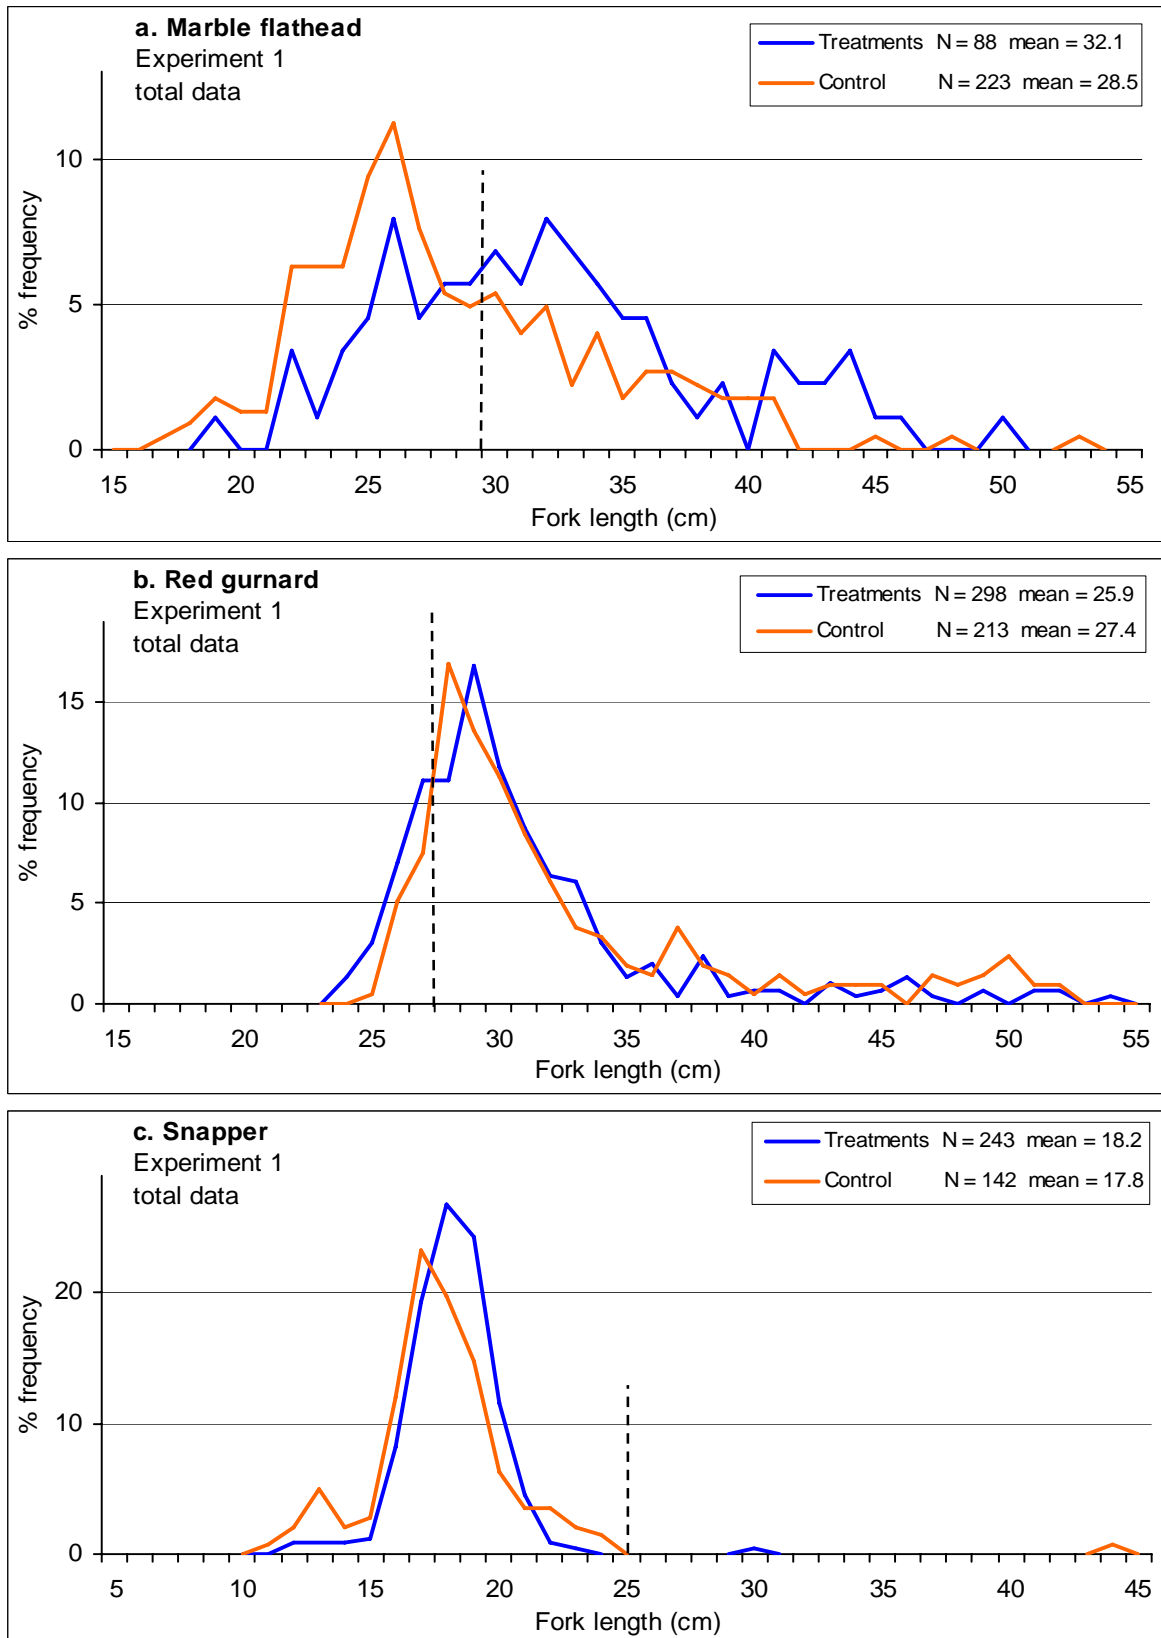 a. Marble flathead
Experiment 1
total data
Treatments N = 88 mean = 32.1
Control N = 223 mean = 28.5
% frequency
10
5
0
15 20 25 30 35 40 45 50 55
Fork length (cm)
b. Red gurnard
Experiment 1
total data
Treatments N = 298 mean = 25.9
Control N = 213 mean = 27.4
% frequency
15
10
5
0
15 20 25 30 35 40 45 50 55
Fork length (cm)
c. Snapper
Experiment 1
total data
Treatments N = 243 mean = 18.2
Control N = 142 mean = 17.8
% frequency
20
10
0
5 10 15 20 25 30 35 40 45
Fork length (cm)